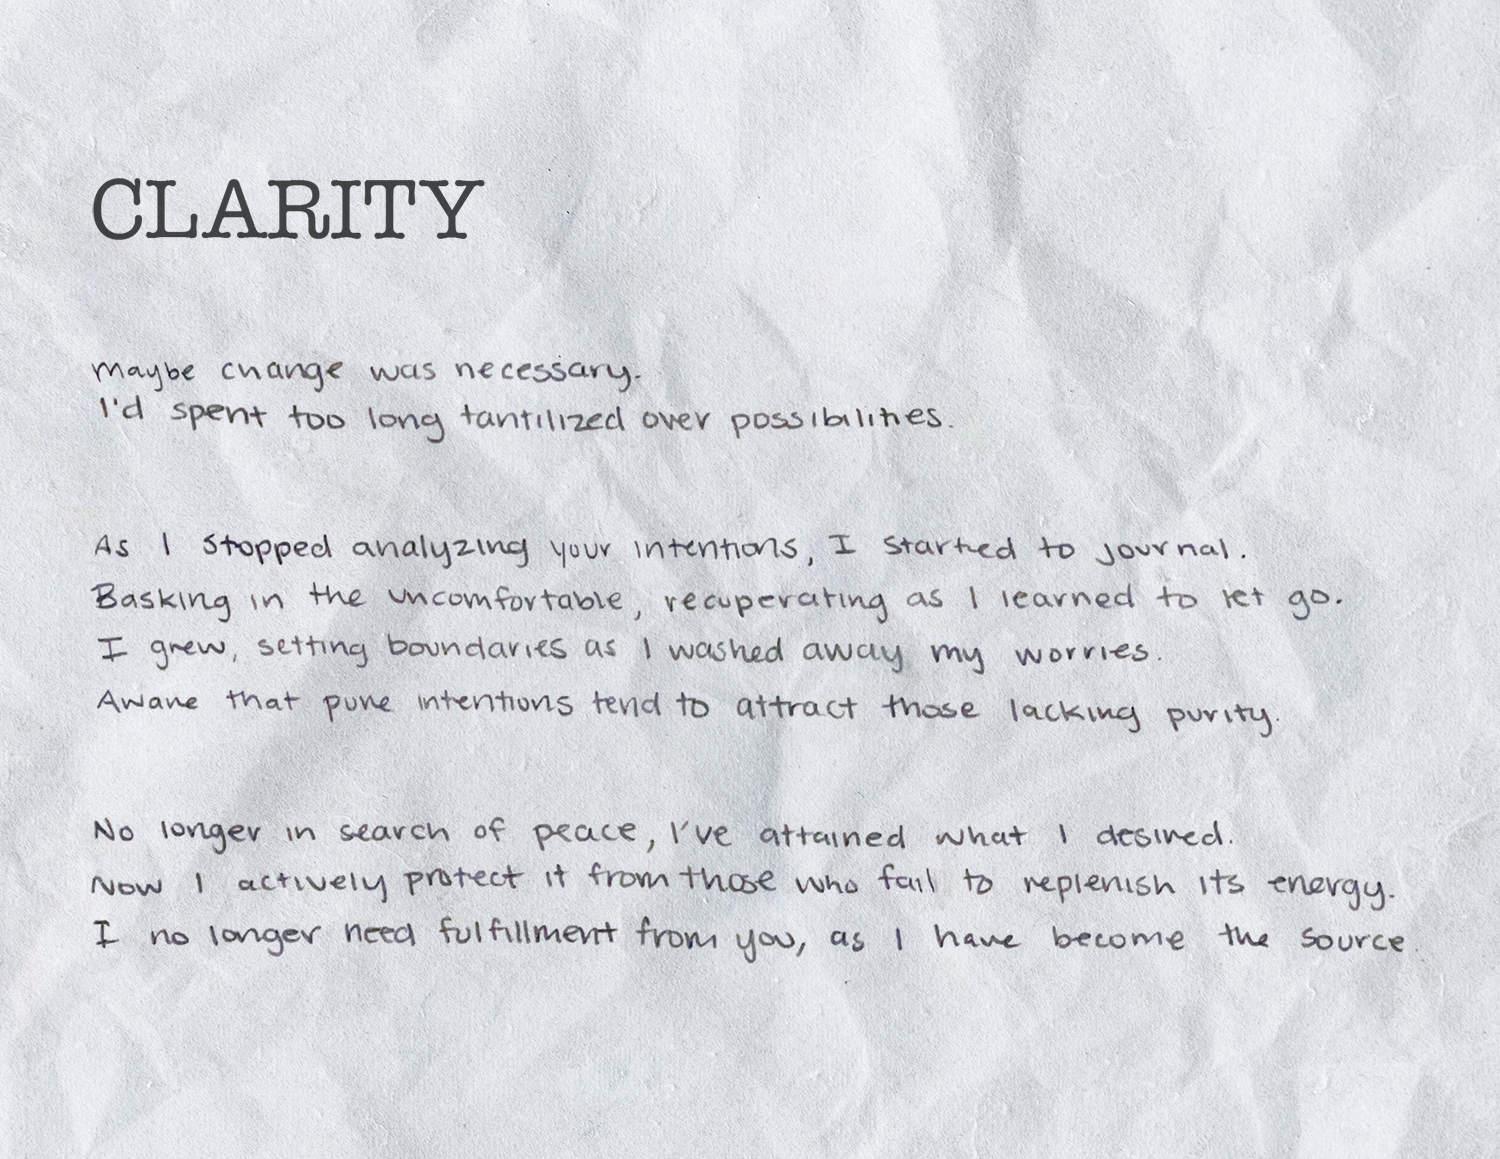 CLARITY
Maybe change was necessary.
I'd spent too long tantilized over possibilities.
As I stopped analyzing your intentions, I started to journal.
Basking in the uncomfortable, recuperating as I learned to let go.
I grew, setting boundaries as I washed away my worries.
Aware that pure intentions tend to attract those lacking purity.
No longer in search of peace, I've attained what I desired.
Now I actively protect it from those who fail to replenish its energy.
I no longer need fulfillment from you, as I have become the source.